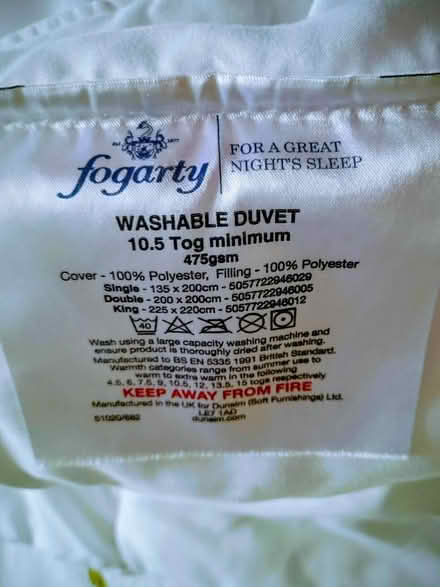 Est 1877
fogarty
FOR A GREAT
NIGHT'S SLEEP
WASHABLE DUVET
10.5 Tog minimum
475gsm
Cover - 100% Polyester, Filling - 100% Polyester
Single - 135 x 200cm - 5057722946029
Double - 200 x 200cm - 5057722946005
King - 225 x 220cm - 5057722946012
40
Wash using a large capacity washing machine and
ensure product is thoroughly dried after washing.
Manufactured to BS EN 5335 1991 British Standard.
Warmth categories range from summer to
warm to extra warm in the following
4.5, 6, 7.5, 9, 10.5, 12, 13.5, 15 togs respectively
KEEP AWAY FROM FIRE
Manufactured in the UK for Dunelm (Soft Furnishings) Ltd.
LE7 1AD
51020/682
dunelm.com